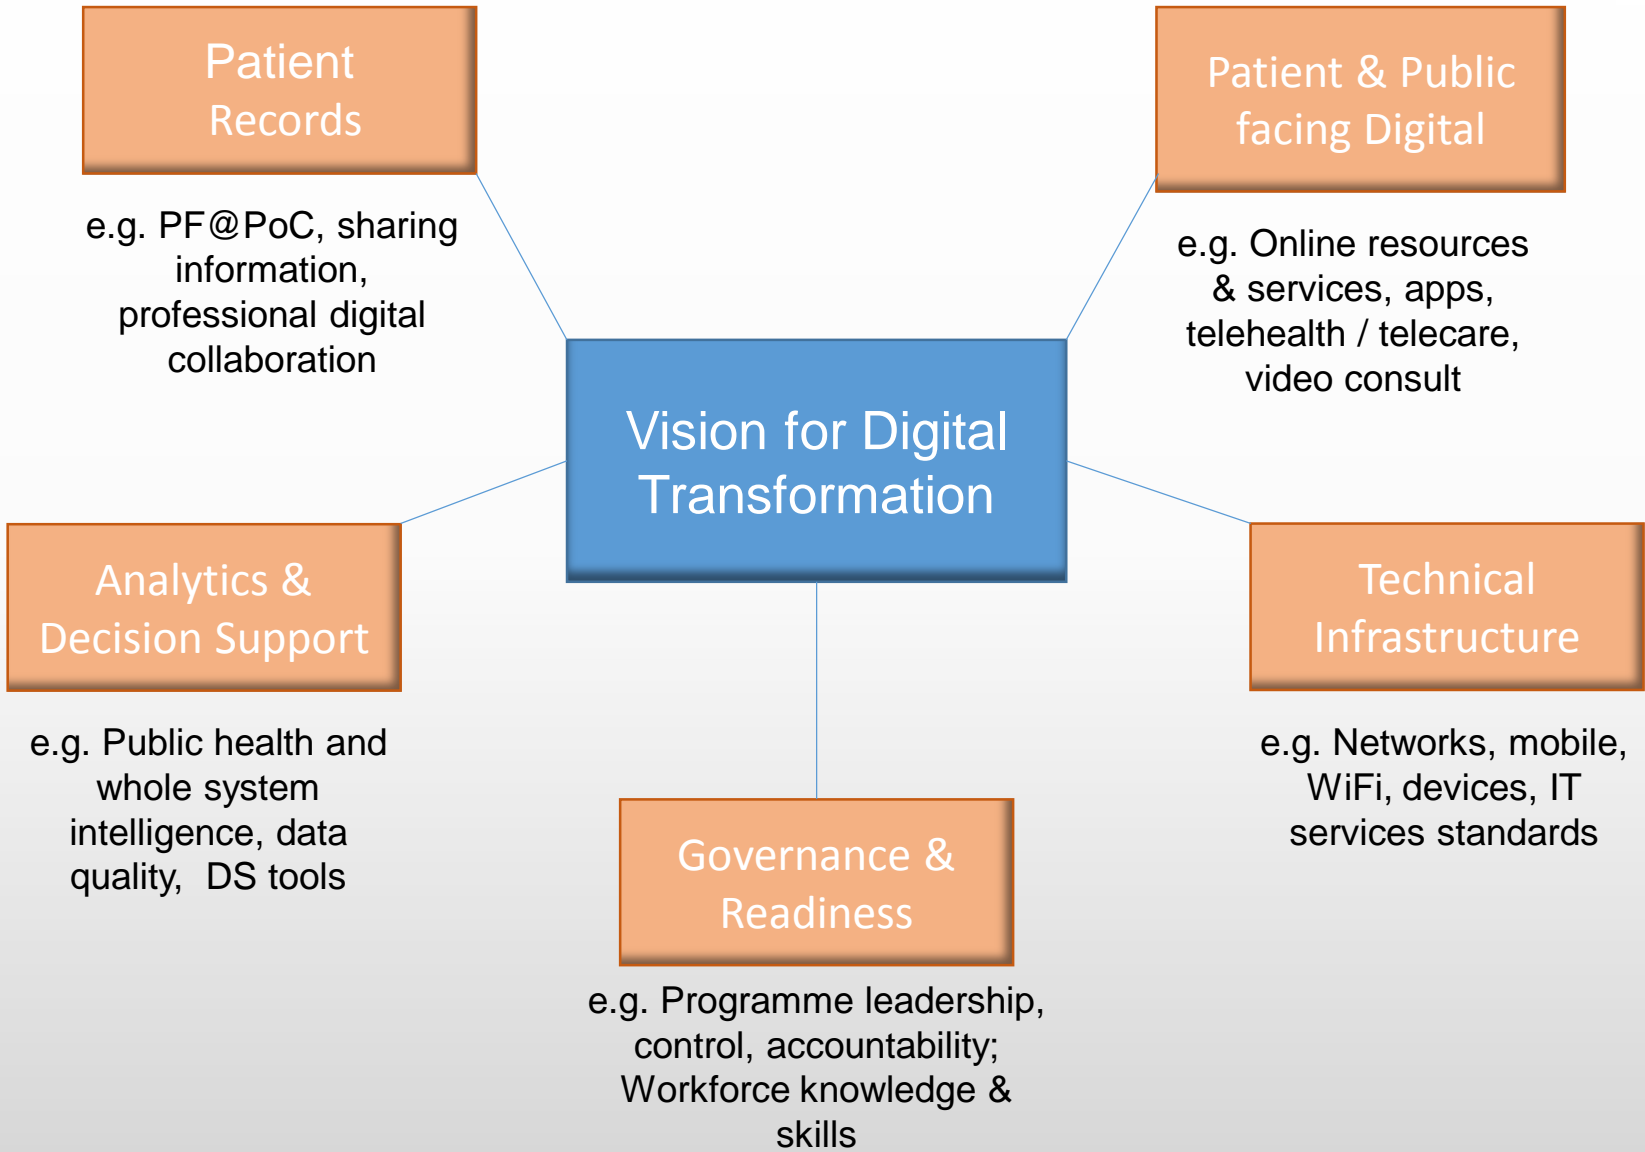 Patient
Records
e.g. PF@PoC, sharing
information,
professional digital
collaboration
Patient & Public
facing Digital
e.g. Online resources
& services, apps,
telehealth / telecare,
video consult
Vision for Digital
Transformation
Analytics &
Decision Support
e.g. Public health and
whole system
intelligence, data
quality,  DS tools
Technical
Infrastructure
e.g. Networks, mobile,
WiFi, devices, IT
services standards
Governance &
Readiness
e.g. Programme leadership,
control, accountability;
Workforce knowledge &
skills